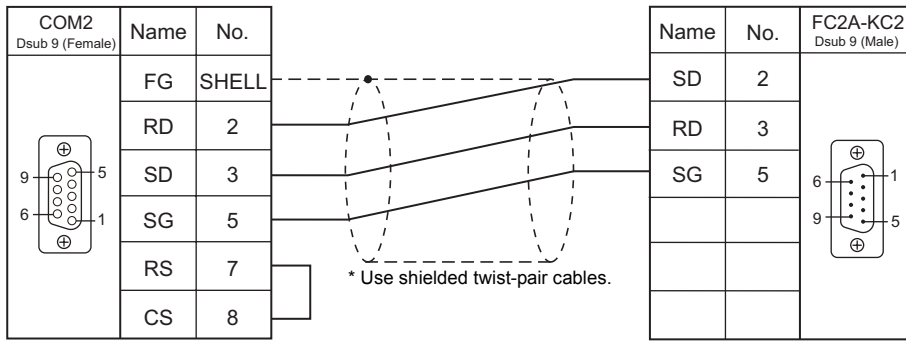 COM2
Dsub 9 (Female)
Name No.
FG SHELL
RD 2
SD 3
SG 5
RS 7
CS 8
9 5
6 1
* Use shielded twist-pair cables.
Name No.
SD 2
RD 3
SG 5
FC2A-KC2
Dsub 9 (Male)
6 1
9 5